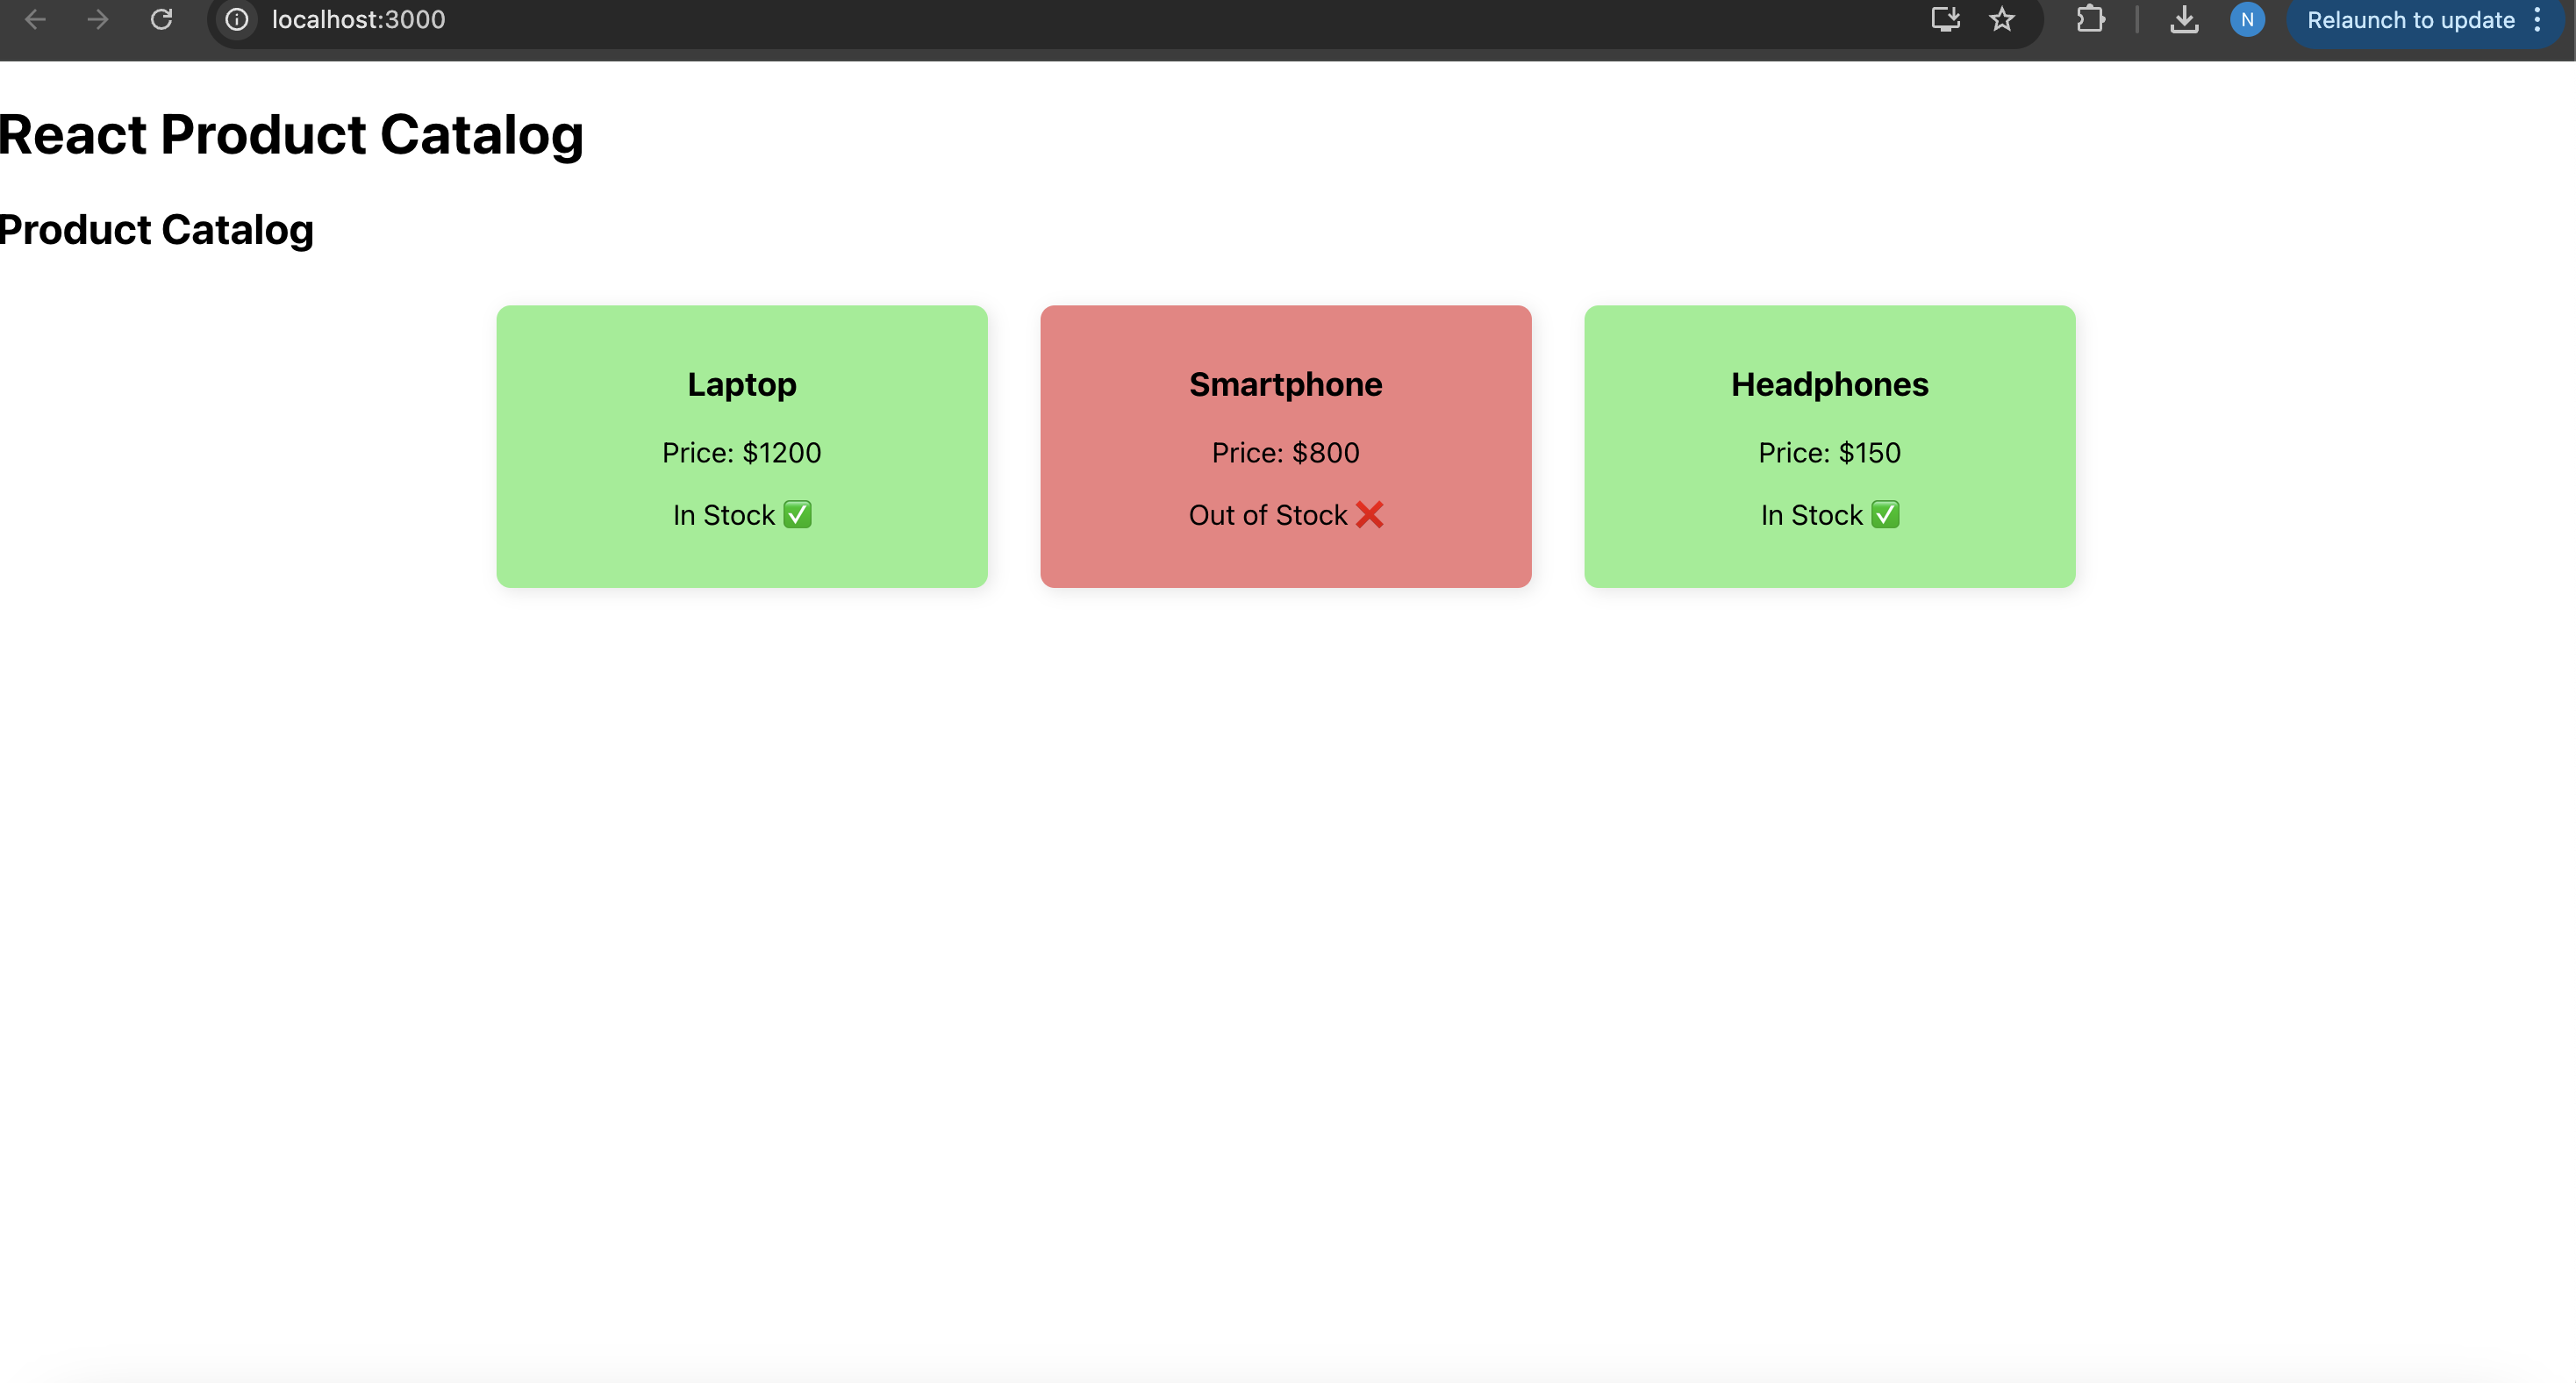 localhost:3000
N
Relaunch to update
React Product Catalog
Product Catalog
Laptop
Price: $1200
In Stock ✅
Smartphone
Price: $800
Out of Stock ❌
Headphones
Price: $150
In Stock ✅